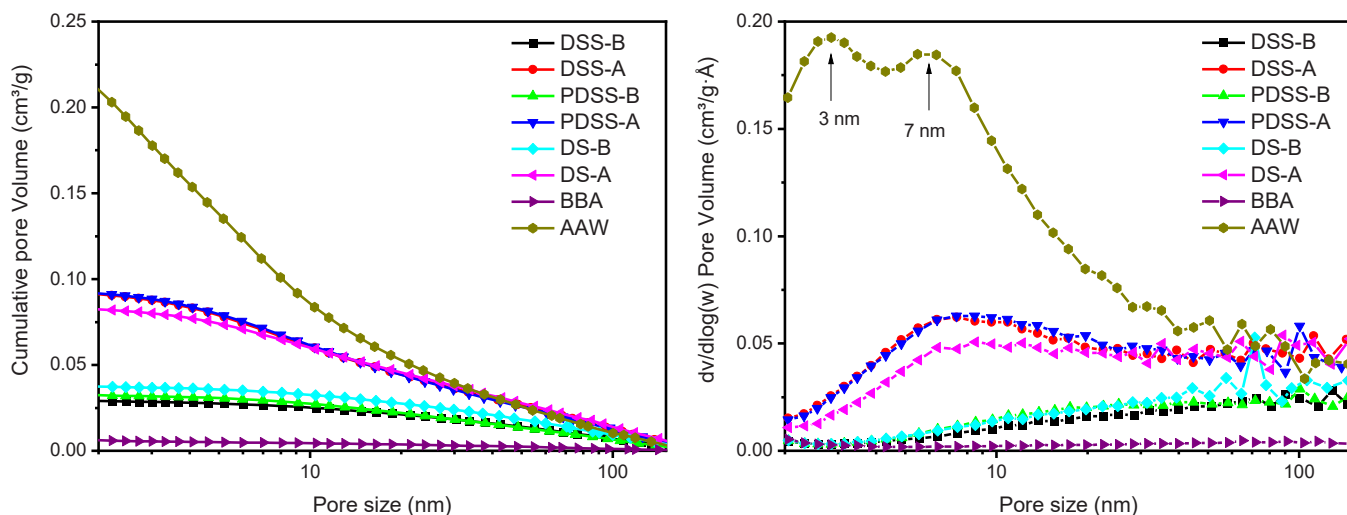 Cumulative pore Volume (cm³/g)
0.25
0.20
0.15
0.10
0.05
0.00
10
100
Pore size (nm)
DSS-B
DSS-A
PDSS-B
PDSS-A
DS-B
DS-A
BBA
AAW
dv/dlog(w) Pore Volume (cm³/g·Å)
0.20
0.15
0.10
0.05
0.00
10
100
Pore size (nm)
3 nm
7 nm
DSS-B
DSS-A
PDSS-B
PDSS-A
DS-B
DS-A
BBA
AAW